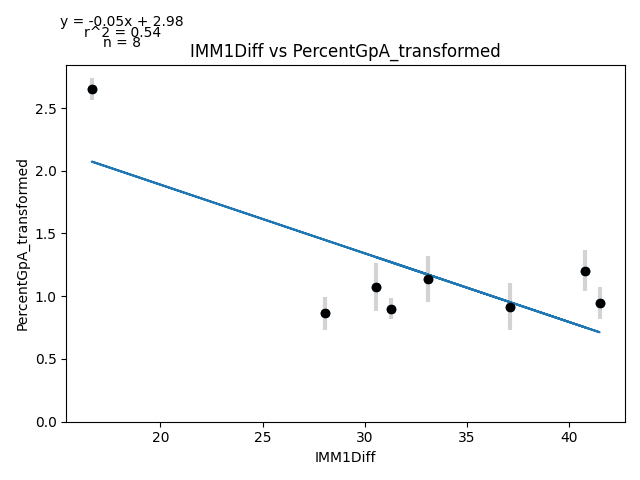 y = -0.05x + 2.98
r^2 = 0.54
n = 8
IMM1Diff vs PercentGpA_transformed
PercentGpA_transformed
2.5
2.0
1.5
1.0
0.5
0.0
20
25
30
35
40
IMM1Diff